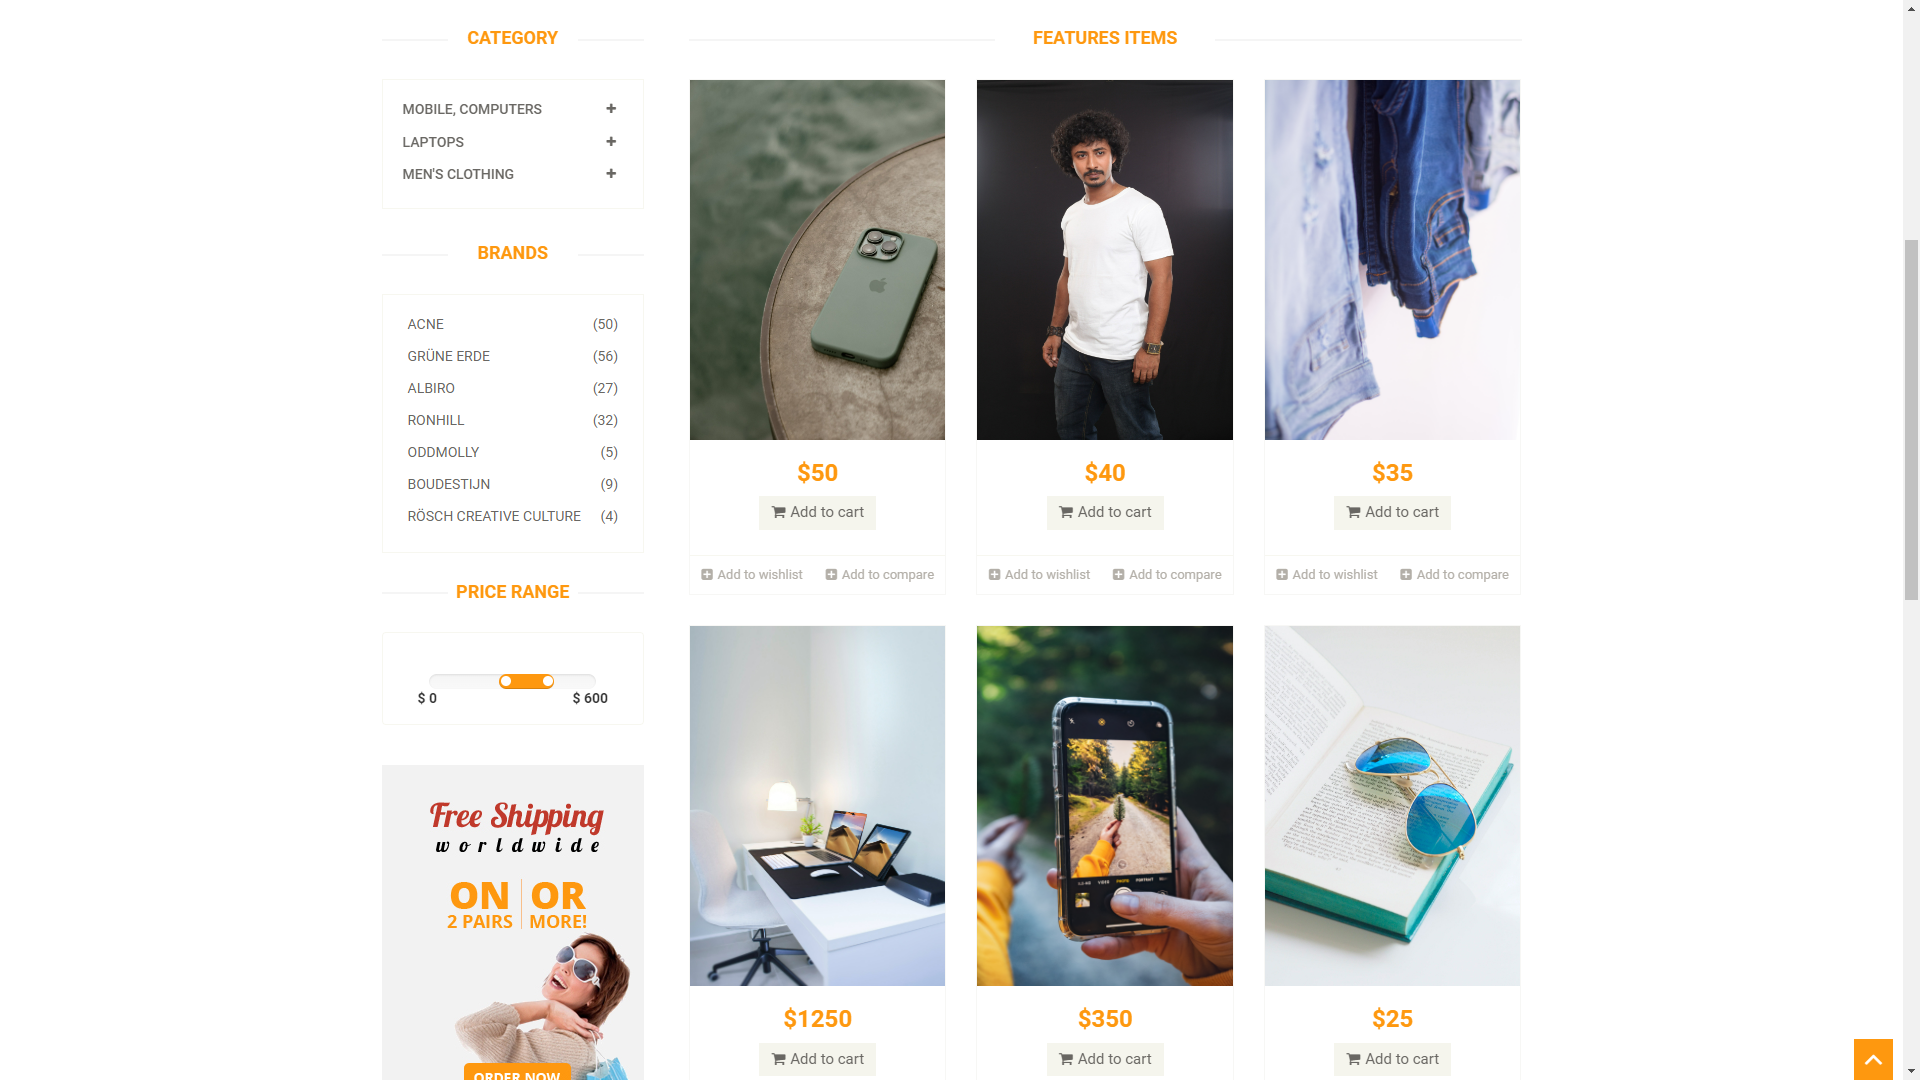 CATEGORY
MOBILE, COMPUTERS
LAPTOPS
MEN'S CLOTHING
BRANDS
ACNE (50)
GRÜNE ERDE (56)
ALBIRO (27)
RONHILL (32)
ODDMOLLY (5)
BOUDESTIJN (9)
RÖSCH CREATIVE CULTURE (4)
PRICE RANGE
$ 0 $ 600
Free Shipping
worldwide
ON OR
2 PAIRS MORE!
ORDER NOW
FEATURES ITEMS
$50
Add to cart
Add to wishlist Add to compare
$40
Add to cart
Add to wishlist Add to compare
$35
Add to cart
Add to wishlist Add to compare
$1250
Add to cart
$350
Add to cart
$25
Add to cart